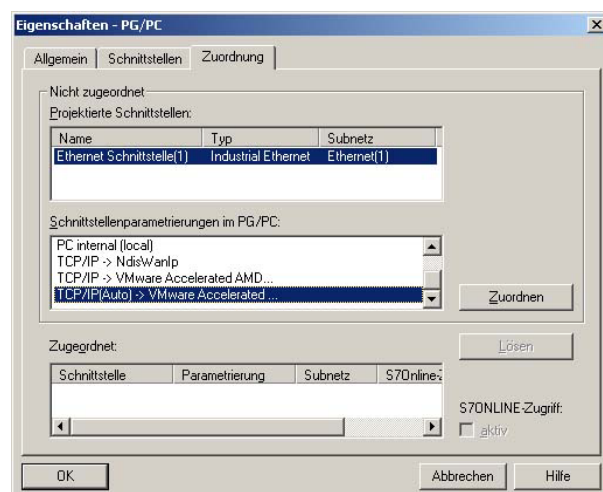 Eigenschaften - PG/PC
Allgemein Schnittstellen Zuordnung
Nicht zugeordnet
Projektierte Schnittstellen:
Name Typ Subnetz
Ethernet Schnittstelle(1) Industrial Ethernet Ethernet(1)
Schnittstellenparametrierungen im PG/PC:
PC internal (local)
TCP/IP -> NdisWanIp
TCP/IP -> VMware Accelerated AMD...
TCP/IP(Auto) -> VMware Accelerated ...
Zuordnen
Zugeordnet:
Lösen
Schnittstelle Parametrierung Subnetz S7Online-
S7ONLINE-Zugriff:
aktiv
OK Abbrechen Hilfe